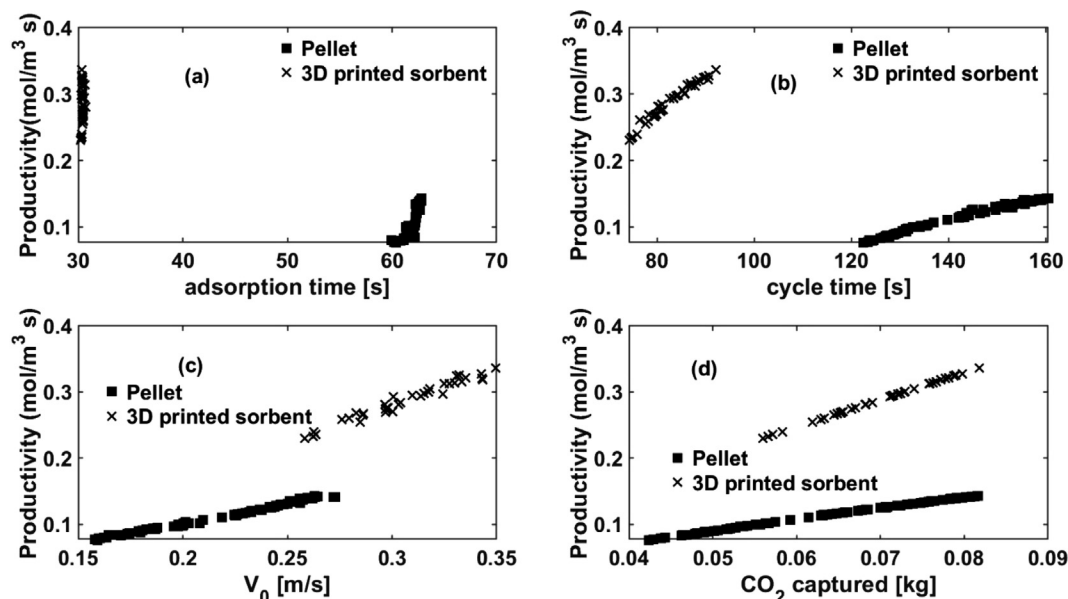 0.4
0.3
0.2
0.1
Productivity(mol/m³ s)
Pellet
3D printed sorbent
(a)
30 40 50 60 70
adsorption time [s]
0.4
0.3
0.2
0.1
Productivity (mol/m³ s)
Pellet
3D printed sorbent
(b)
80 100 120 140 160
cycle time [s]
0.4
0.3
0.2
0.1
Productivity (mol/m³ s)
(c)
Pellet
3D printed sorbent
0.15 0.2 0.25 0.3 0.35
V₀ [m/s]
0.4
0.3
0.2
0.1
Productivity (mol/m³ s)
(d)
Pellet
3D printed sorbent
0.04 0.05 0.06 0.07 0.08 0.09
CO₂ captured [kg]